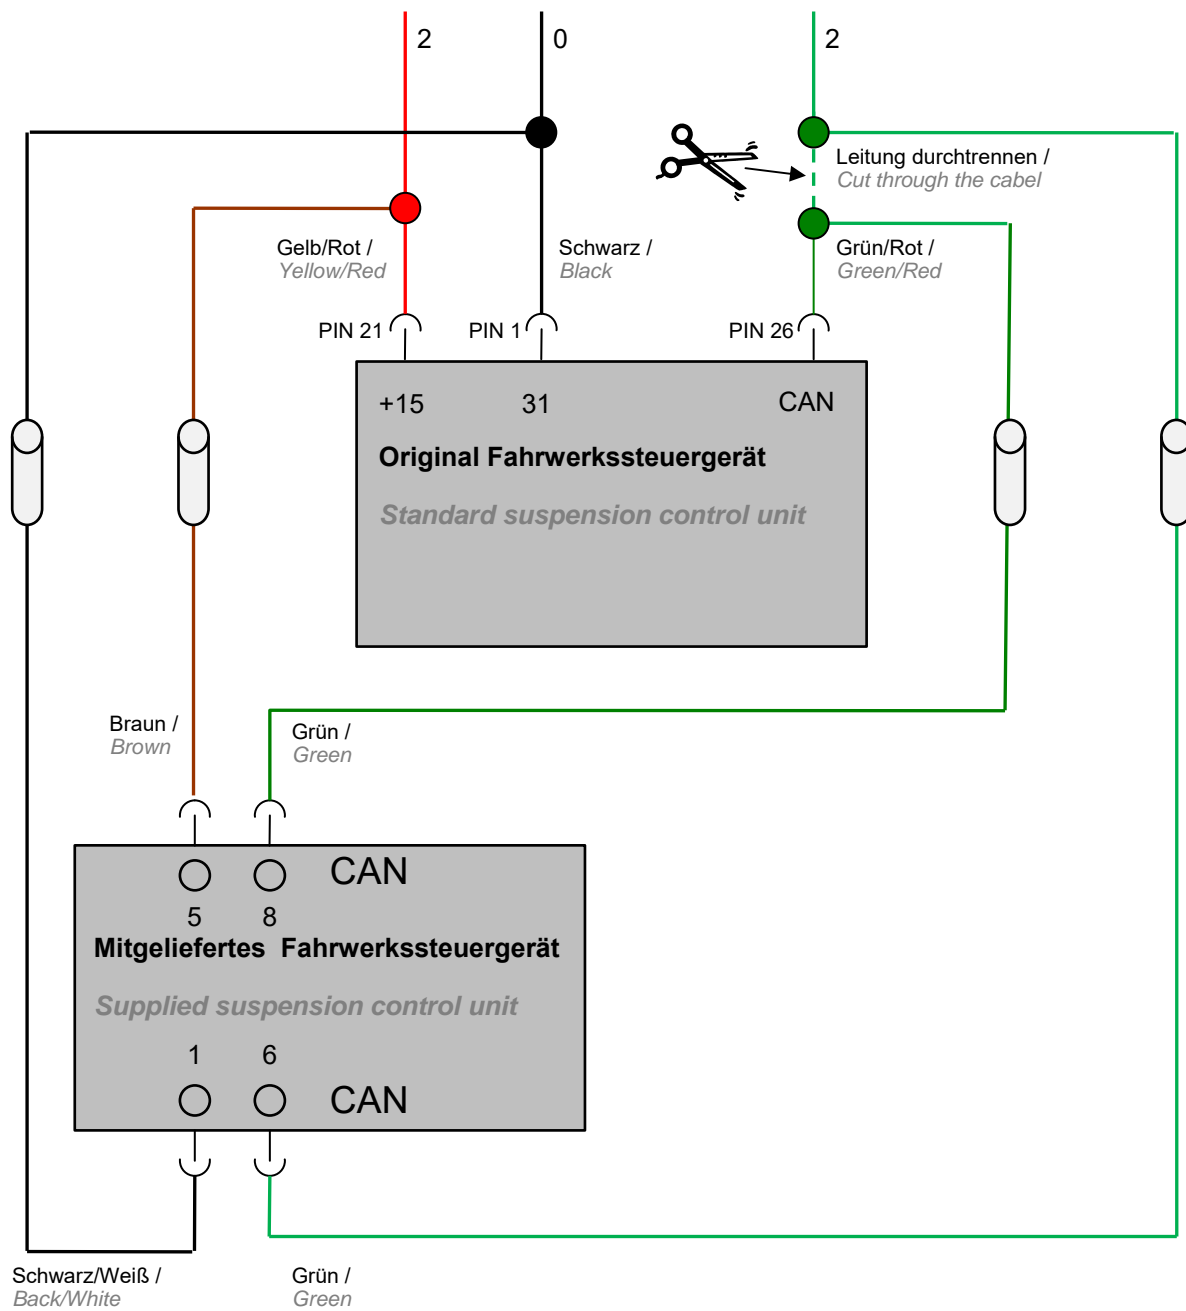 2
0
2
Leitung durchtrennen /
Cut through the cabel
Gelb/Rot /
Yellow/Red
Schwarz /
Black
Grün/Rot /
Green/Red
PIN 21
PIN 1
PIN 26
+15
31
CAN
Original Fahrwerkssteuergerät
Standard suspension control unit
Braun /
Brown
Grün /
Green
CAN
5
8
Mitgeliefertes Fahrwerkssteuergerät
Supplied suspension control unit
1
6
CAN
Schwarz/Weiß /
Back/White
Grün /
Green